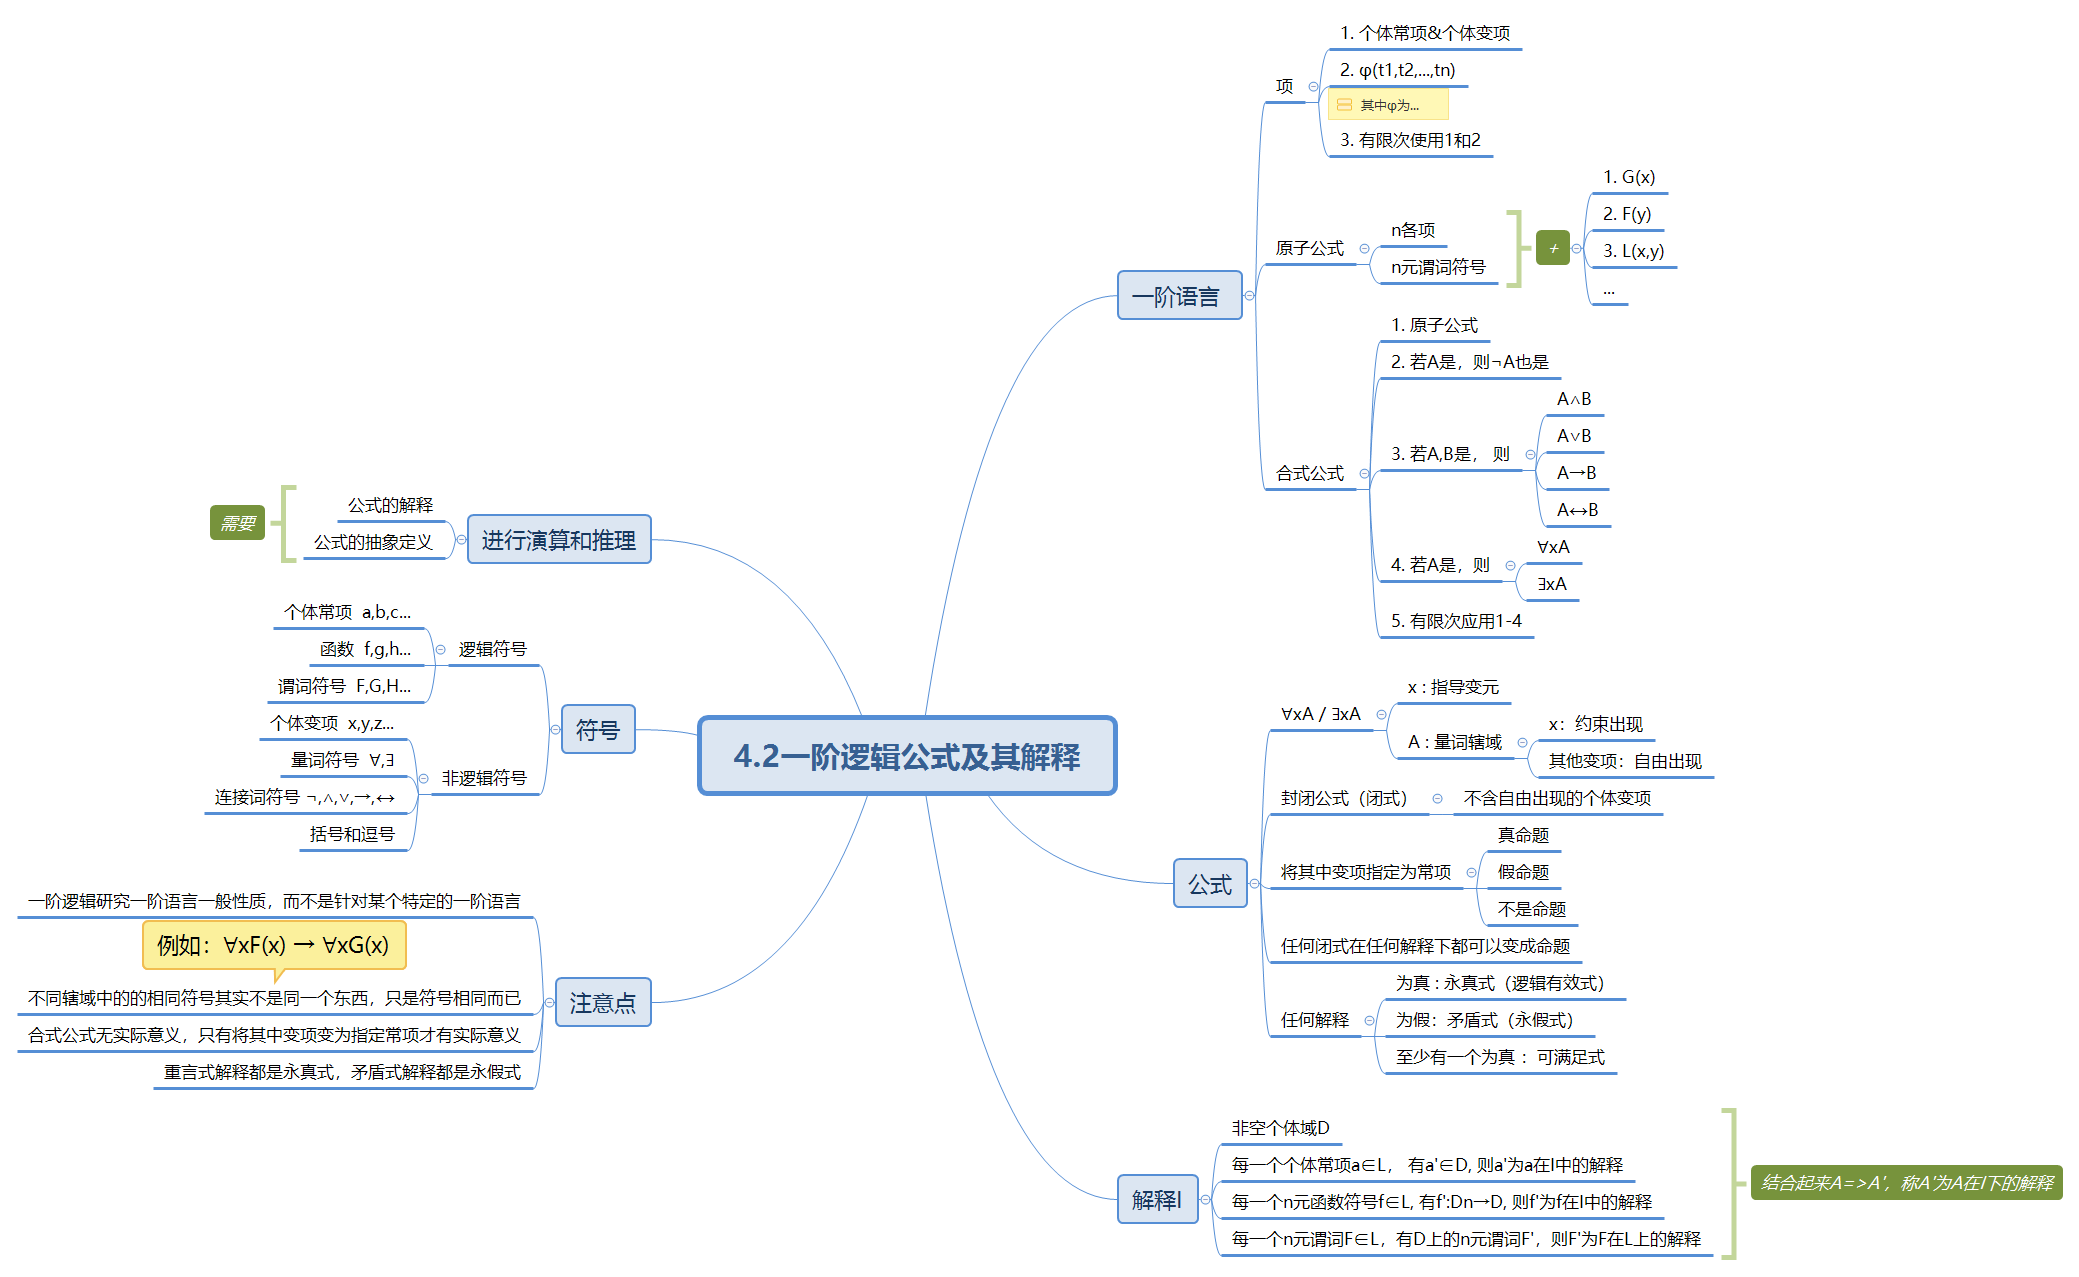 4.2一阶逻辑公式及其解释
一阶语言
项
1. 个体常项&个体变项
2. φ(t1,t2,...,tn)
其中φ为...
3. 有限次使用1和2
原子公式
n各项
n元谓词符号
+
1. G(x)
2. F(y)
3. L(x,y)
...
合式公式
1. 原子公式
2. 若A是，则¬A也是
3. 若A,B是， 则
A∧B
A∨B
A→B
A↔B
4. 若A是，则
∀xA
∃xA
5. 有限次应用1-4
公式
∀xA / ∃xA
x : 指导变元
A : 量词辖域
x：约束出现
其他变项：自由出现
封闭公式（闭式）
不含自由出现的个体变项
将其中变项指定为常项
真命题
假命题
不是命题
任何闭式在任何解释下都可以变成命题
任何解释
为真 : 永真式（逻辑有效式）
为假：矛盾式（永假式）
至少有一个为真 ： 可满足式
解释I
非空个体域D
每一个个体常项a∈L， 有a'∈D, 则a'为a在I中的解释
每一个n元函数符号f∈L, 有f':Dn→D, 则f'为f在I中的解释
每一个n元谓词F∈L，有D上的n元谓词F'，则F'为F在L上的解释
结合起来A=>A'，称A'为A在I下的解释
进行演算和推理
公式的解释
公式的抽象定义
需要
符号
逻辑符号
个体常项 a,b,c...
函数 f,g,h...
谓词符号 F,G,H...
非逻辑符号
个体变项 x,y,z...
量词符号 ∀,∃
连接词符号 ¬,∧,∨,→,↔
括号和逗号
注意点
一阶逻辑研究一阶语言一般性质，而不是针对某个特定的一阶语言
例如：∀xF(x) → ∀xG(x)
不同辖域中的的相同符号其实不是同一个东西，只是符号相同而已
合式公式无实际意义，只有将其中变项变为指定常项才有实际意义
重言式解释都是永真式，矛盾式解释都是永假式